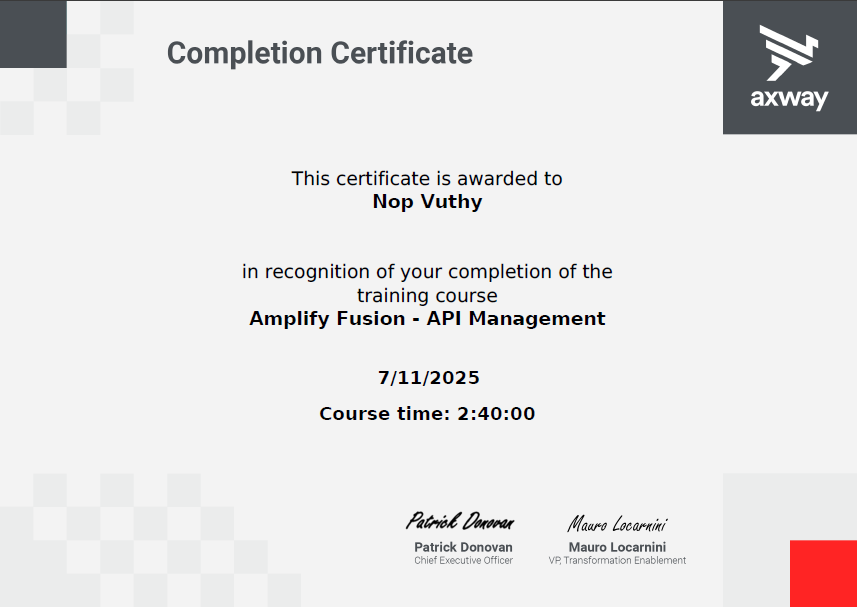 Completion Certificate
axway
This certificate is awarded to
Nop Vuthy
in recognition of your completion of the
training course
Amplify Fusion - API Management
7/11/2025
Course time: 2:40:00
Patrick Donovan
Mauro Locarnini
Patrick Donovan
Mauro Locarnini
Chief Executive Officer
VP, Transformation Enablement